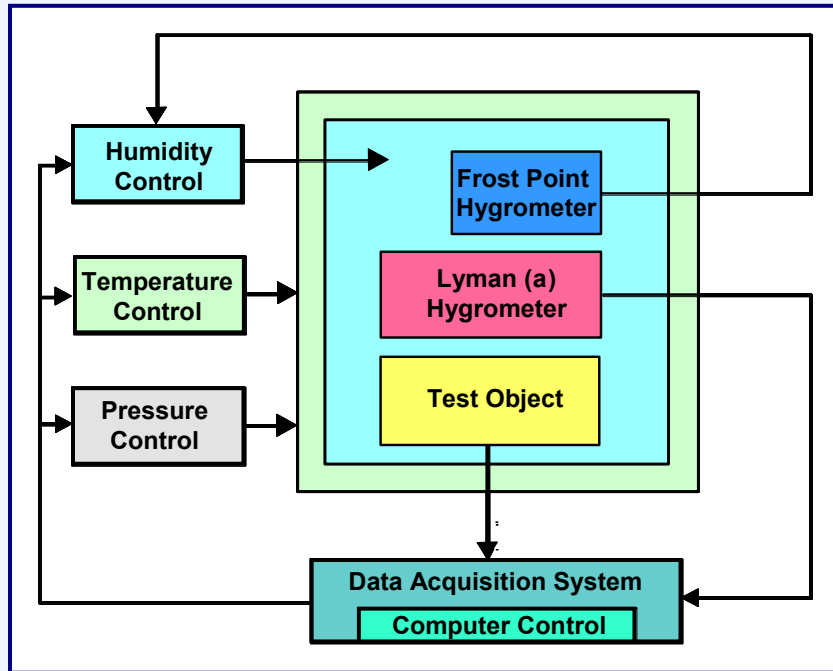 Humidity
Control
Frost Point
Hygrometer
Temperature
Control
Lyman (a)
Hygrometer
Pressure
Control
Test Object
Data Acquisition System
Computer Control